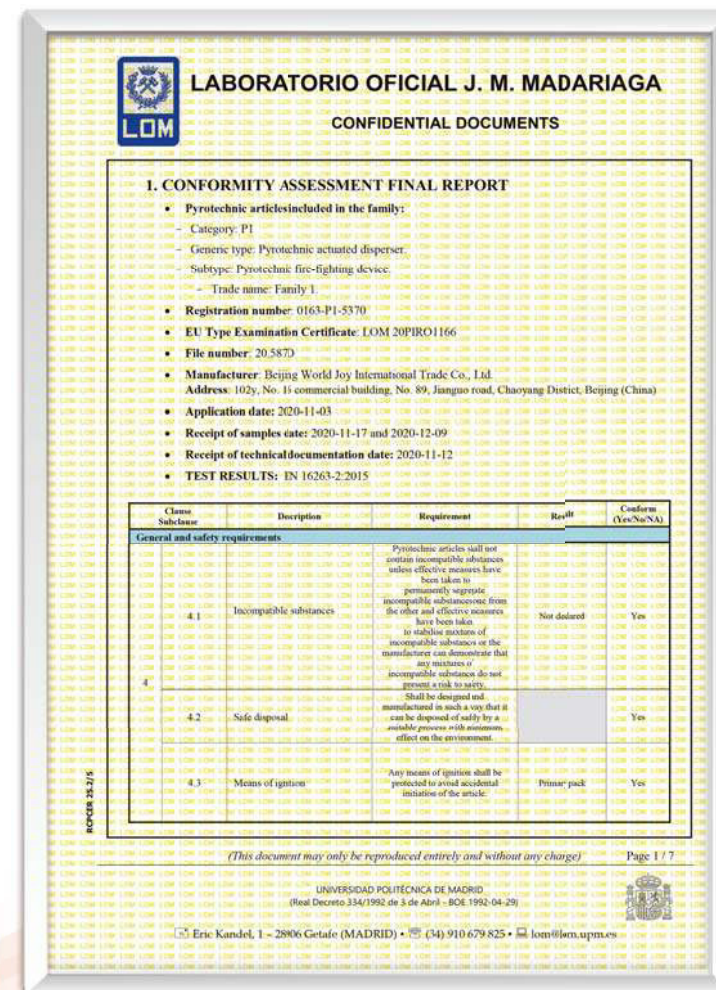 LOM
LABORATORIO OFICIAL J. M. MADARIAGA
CONFIDENTIAL DOCUMENTS
1. CONFORMITY ASSESSMENT FINAL REPORT
• Pyrotechnic articlesincluded in the family:
– Category: P1
– Generic type: Pyrotechnic actuated disperser.
– Subtype: Pyrotechnic fire-fighting device.
– Trade name: Family 1.
• Registration number: 0163-P1-5370
• EU Type Examination Certificate: LOM 20PIRO1166
• File number: 20.587D
• Manufacturer: Beijing World Joy International Trade Co., Ltd.
Address: 102y, No. 15 commercial building, No. 89, Jianguo road, Chaoyang Distict, Beijing (China)
• Application date: 2020-11-03
• Receipt of samples date: 2020-11-17 and 2020-12-09
• Receipt of technicaldocumentation date: 2020-11-12
• TEST RESULTS: EN 16263-2:2015
Clause Subclause Description Requirement Result Conform (Yes/No/NA)
General and safety requirements
4
4.1 Incompatible substances
Pyrotechnic articles shall not
contain incompatible substances
unless effective measures have
been taken to
permanently segregate
incompatible substancesone from
the other and effective measures
have been taken
to stabilise mixture of
incompatible substances or the
manufacturer can demonstrate that
any mixtures of
incompatible substances do not
present a risk to safety.
Not declared Yes
4.2 Safe disposal
Shall be designed and
manufactured in such a way that it
can be disposed of safely by a
suitable process with minimum
effect on the environment.
Yes
4.3 Means of ignition
Any means of ignition shall be
protected to avoid accidental
initiation of the article.
Primary pack Yes
RCPCER 25.2/5
(This document may only be reproduced entirely and without any charge) Page 1 / 7
UNIVERSIDAD POLITÉCNICA DE MADRID
(Real Decreto 334/1992 de 3 de Abril - BOE 1992-04-29)
Eric Kandel, 1 - 28906 Getafe (MADRID) • (34) 910 679 825 • lom@lom.upm.es